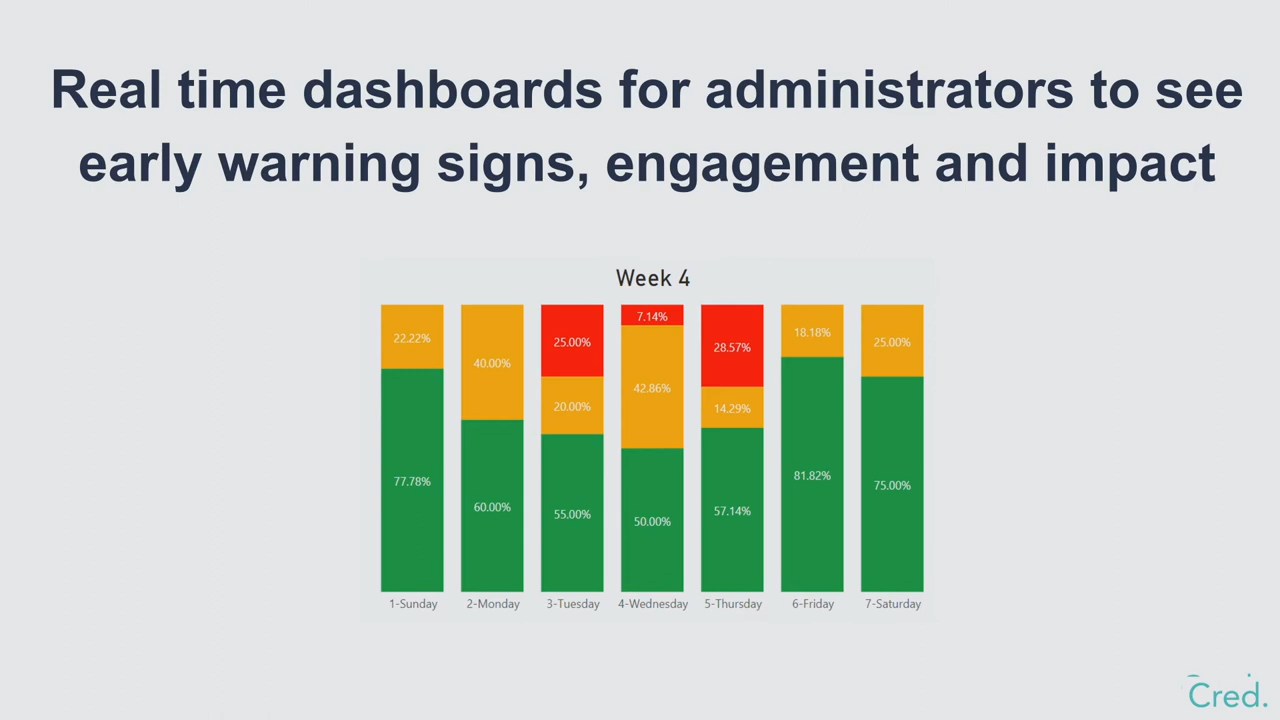 Real time dashboards for administrators to see
early warning signs, engagement and impact
Week 4
22.22% 40.00% 25.00% 7.14% 28.57% 18.18% 25.00%
20.00% 42.86% 14.29%
77.78% 60.00% 55.00% 50.00% 57.14% 81.82% 75.00%
1-Sunday 2-Monday 3-Tuesday 4-Wednesday 5-Thursday 6-Friday 7-Saturday
Cred.